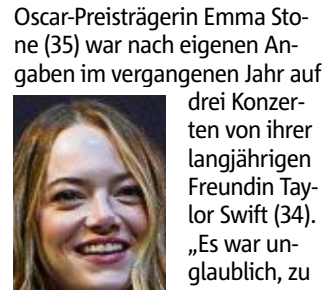 Oscar-Preisträgerin Emma Sto-
ne (35) war nach eigenen An-
gaben im vergangenen Jahr auf
drei Konzer-
ten von ihrer
langjährigen
Freundin Tay-
lor Swift (34).
„Es war un-
glaublich, zu